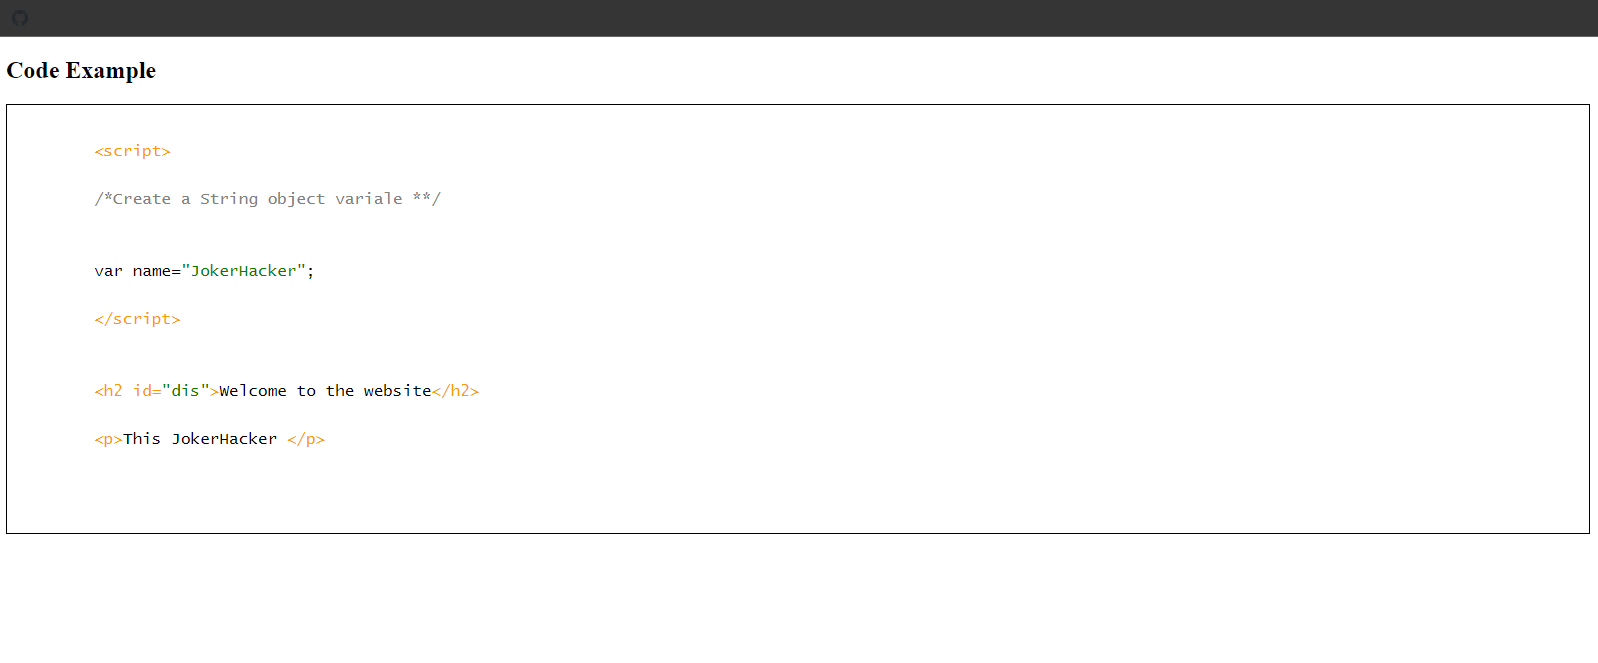 Code Example
<script>
/*Create a String object variale **/
var name="JokerHacker";
</script>
<h2 id="dis">Welcome to the website</h2>
<p>This JokerHacker </p>